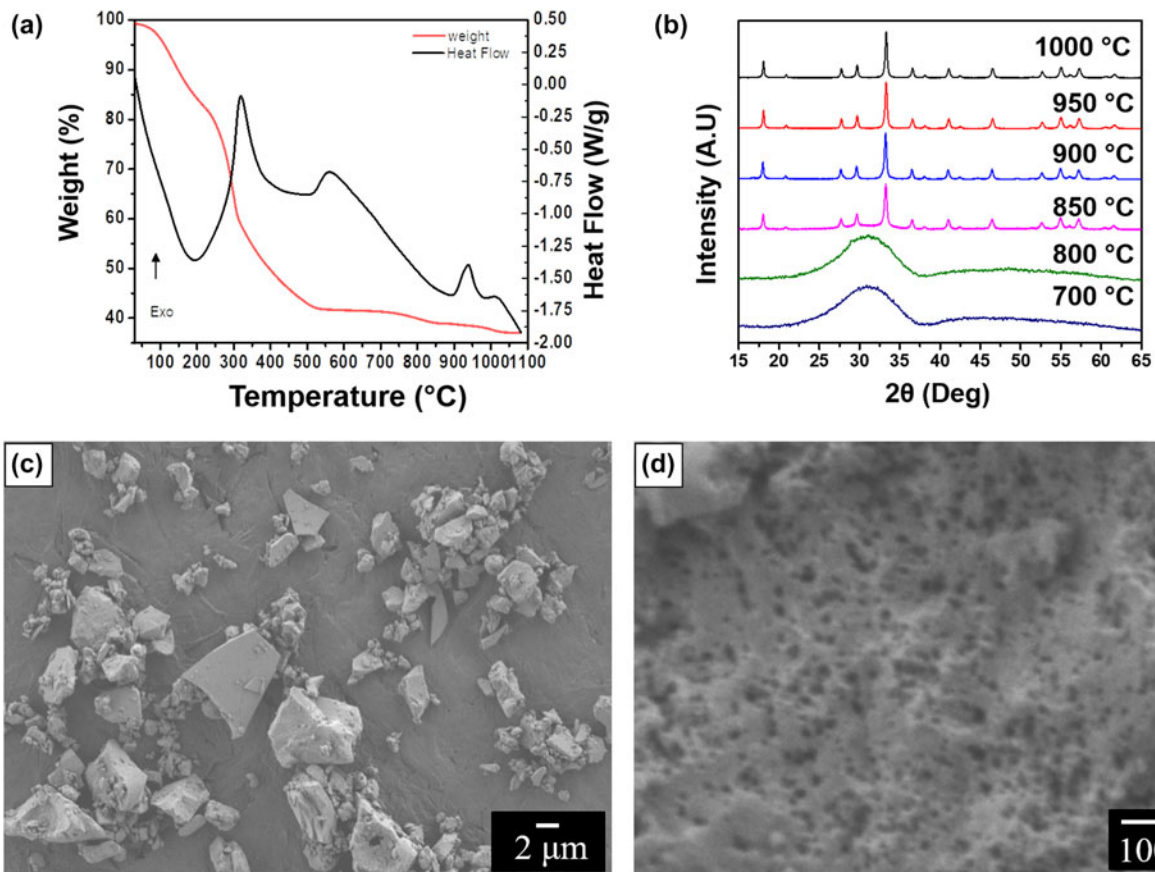 (a)
100
90
80
70
60
50
40
Weight (%)
weight
Heat Flow
Exo
0.50
0.25
0.00
-0.25
-0.50
-0.75
-1.00
-1.25
-1.50
-1.75
-2.00
Heat Flow (W/g)
100 200 300 400 500 600 700 800 900 1000 1100
Temperature (°C)
(b)
Intensity (A.U)
1000 °C
950 °C
900 °C
850 °C
800 °C
700 °C
15 20 25 30 35 40 45 50 55 60 65
2θ (Deg)
(c)
2 μm
(d)
100